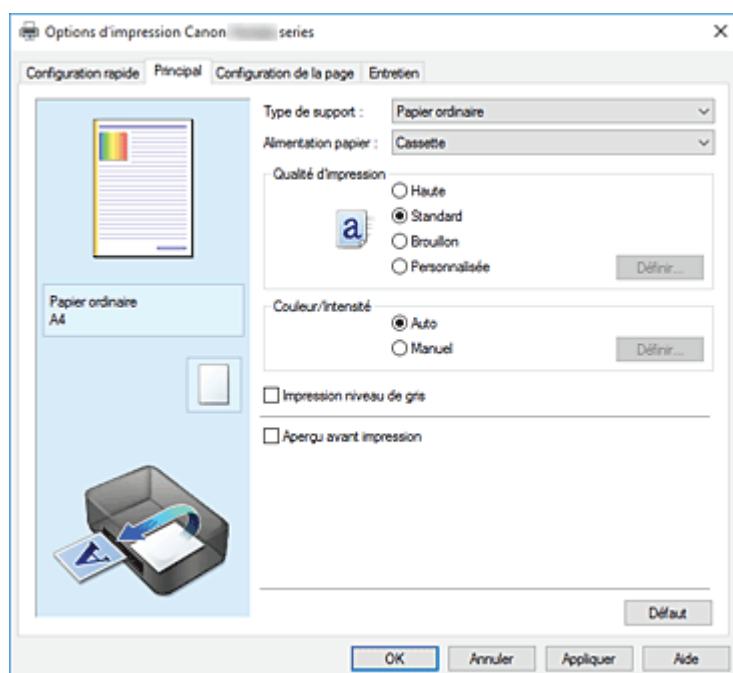 Options d'impression Canon series
Configuration rapide Principal Configuration de la page Entretien
Type de support : Papier ordinaire
Alimentation papier : Cassette
Qualité d'impression
Haute
a Standard
Brouillon
Personnalisée Définir...
Papier ordinaire
A4
Couleur/Intensité
Auto
Manuel Définir...
Impression niveau de gris
Aperçu avant impression
A
Défaut
OK Annuler Appliquer Aide